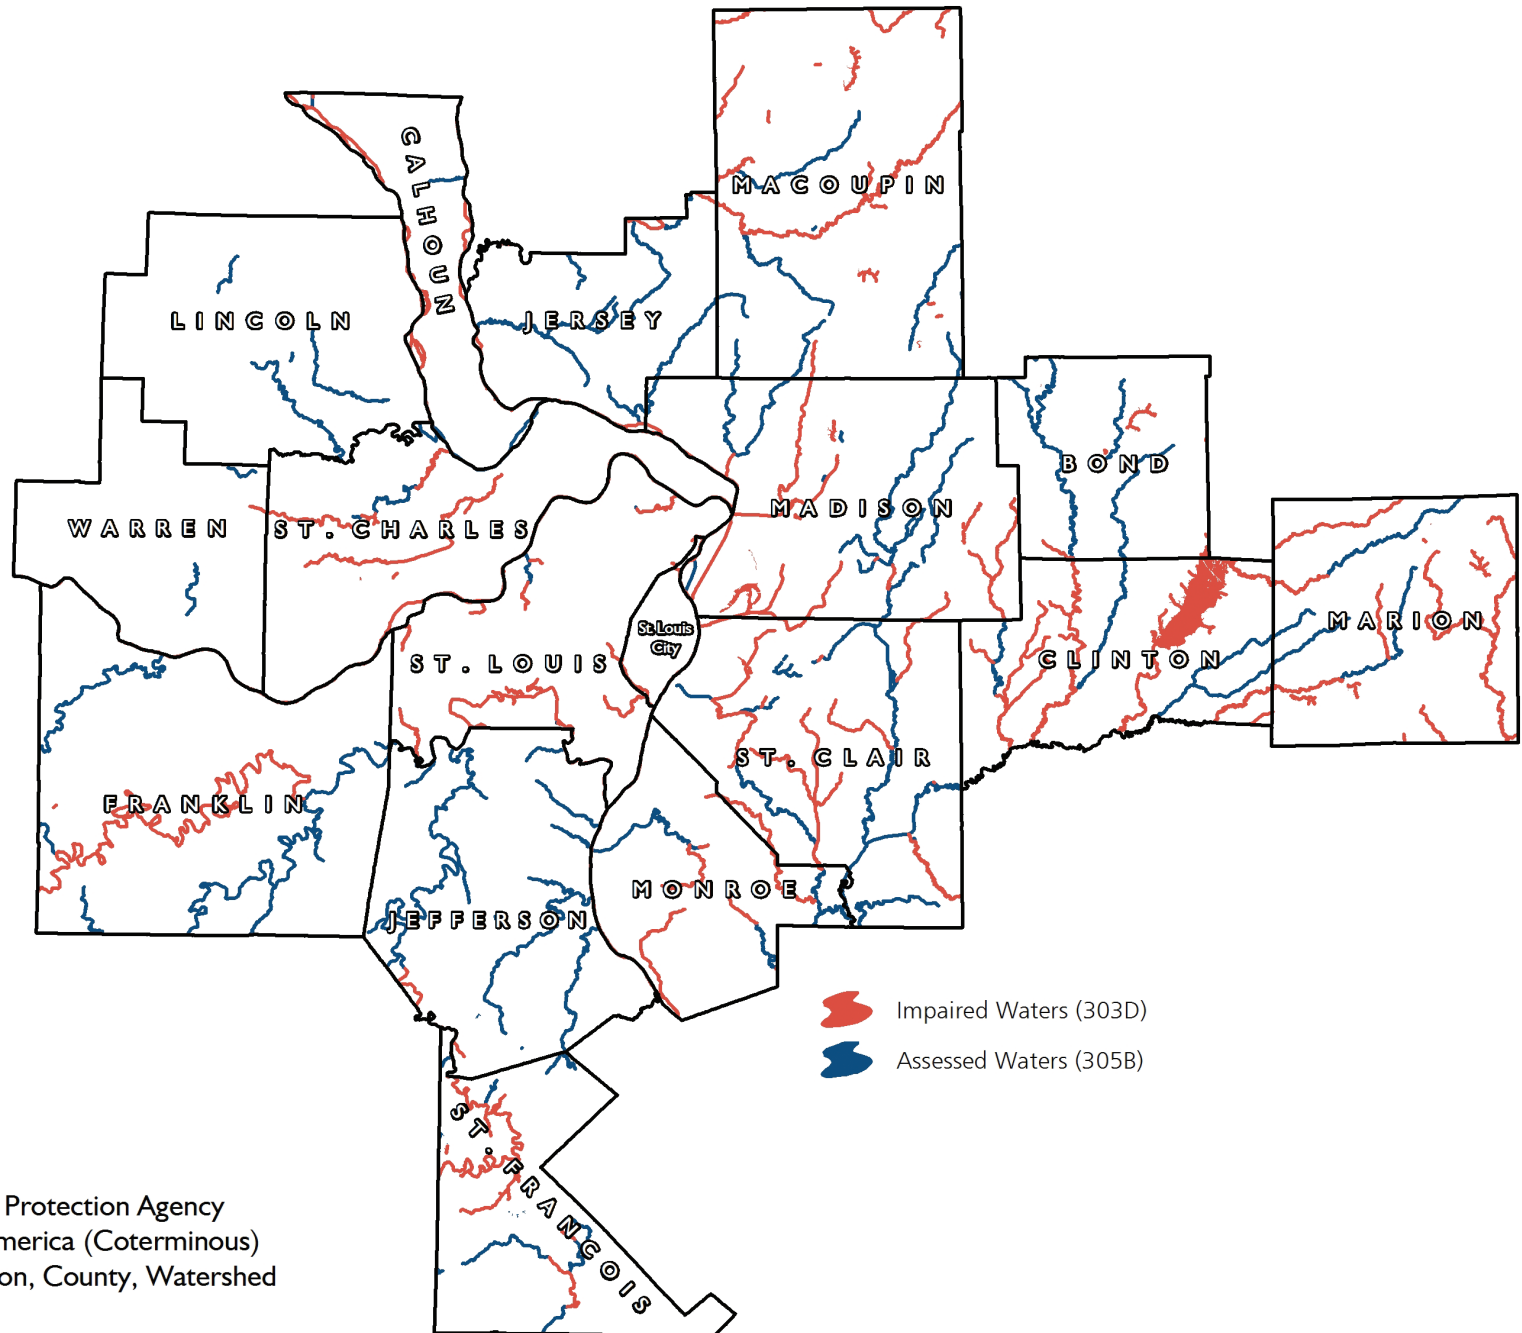 CALHOUN
MACOUPIN
LINCOLN
JERSEY
BOND
WARREN
ST. CHARLES
MADISON
St Louis
City
MARION
ST. LOUIS
CLINTON
ST. CLAIR
FRANKLIN
MONROE
JEFFERSON
Impaired Waters (303D)
Assessed Waters (305B)
ST. FRANCOIS
Protection Agency
merica (Coterminous)
on, County, Watershed